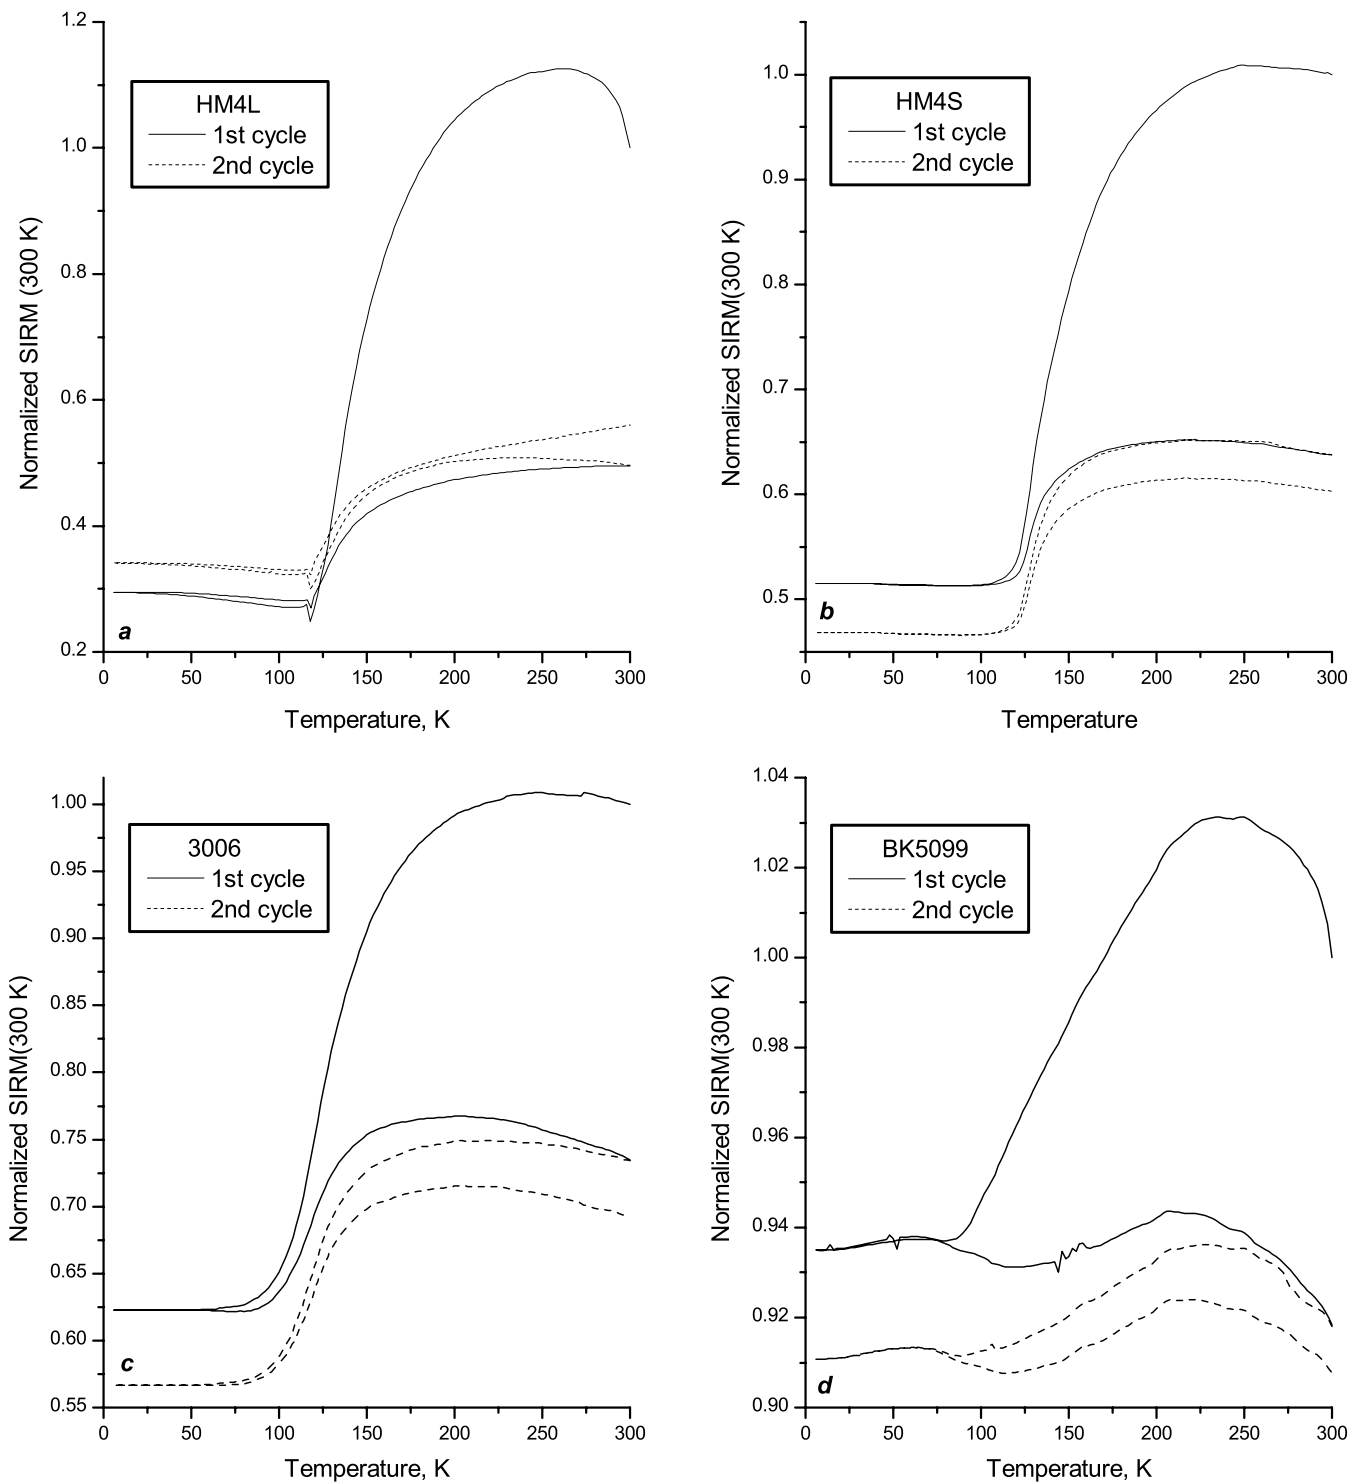 1.2
1.0
0.8
0.6
0.4
0.2
Normalized SIRM (300 K)
HM4L
1st cycle
2nd cycle
a
0 50 100 150 200 250 300
Temperature, K
1.0
0.9
0.8
0.7
0.6
0.5
Normalized SIRM(300 K)
HM4S
1st cycle
2nd cycle
b
0 50 100 150 200 250 300
Temperature
1.00
0.95
0.90
0.85
0.80
0.75
0.70
0.65
0.60
0.55
Normalized SIRM(300 K)
3006
1st cycle
2nd cycle
c
0 50 100 150 200 250 300
Temperature, K
1.04
1.02
1.00
0.98
0.96
0.94
0.92
0.90
Normalized SIRM(300 K)
BK5099
1st cycle
2nd cycle
d
0 50 100 150 200 250 300
Temperature, K